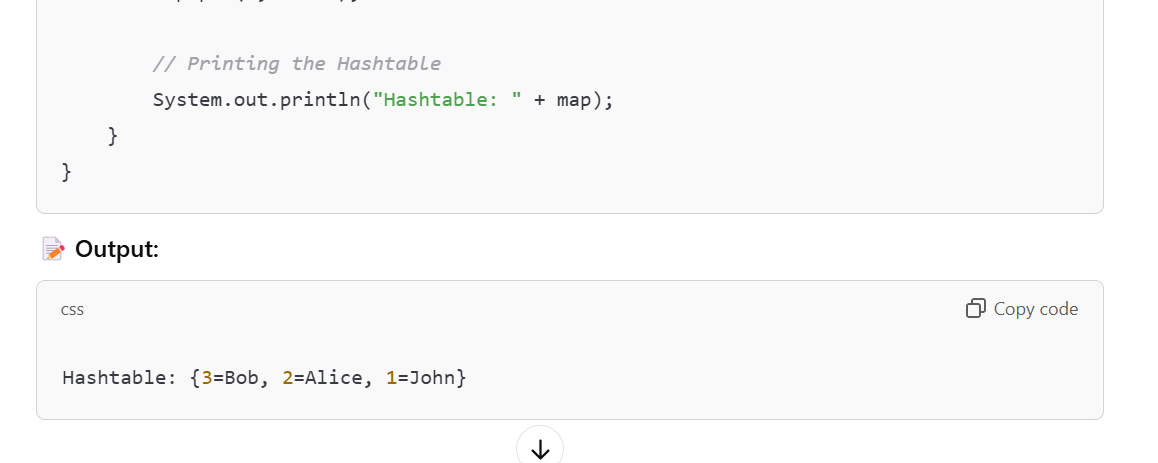 // Printing the Hashtable
System.out.println("Hashtable: " + map);
}
}
📝 Output:
css
Copy code
Hashtable: {3=Bob, 2=Alice, 1=John}